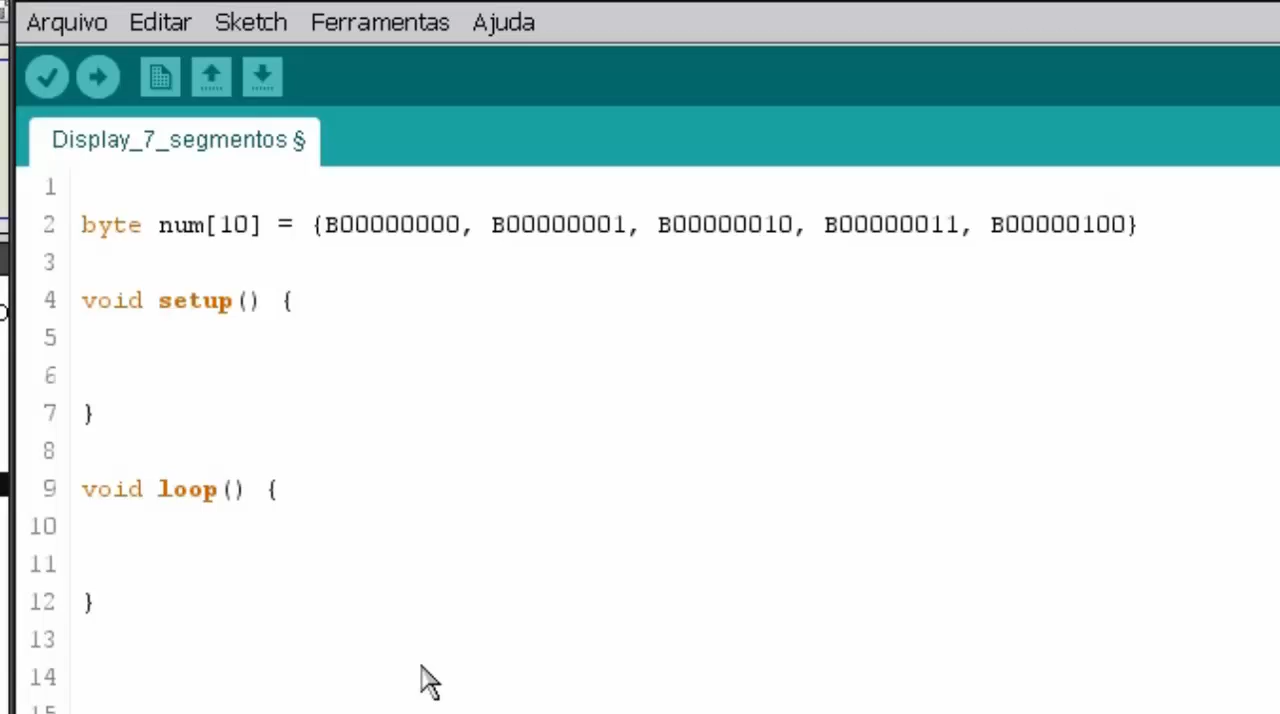 Arquivo Editar Sketch Ferramentas Ajuda
Display_7_segmentos §
1
2 byte num[10] = {B00000000, B00000001, B00000010, B00000011, B00000100}
3
4 void setup() {
5
6
7 }
8
9 void loop() {
10
11
12 }
13
14
15